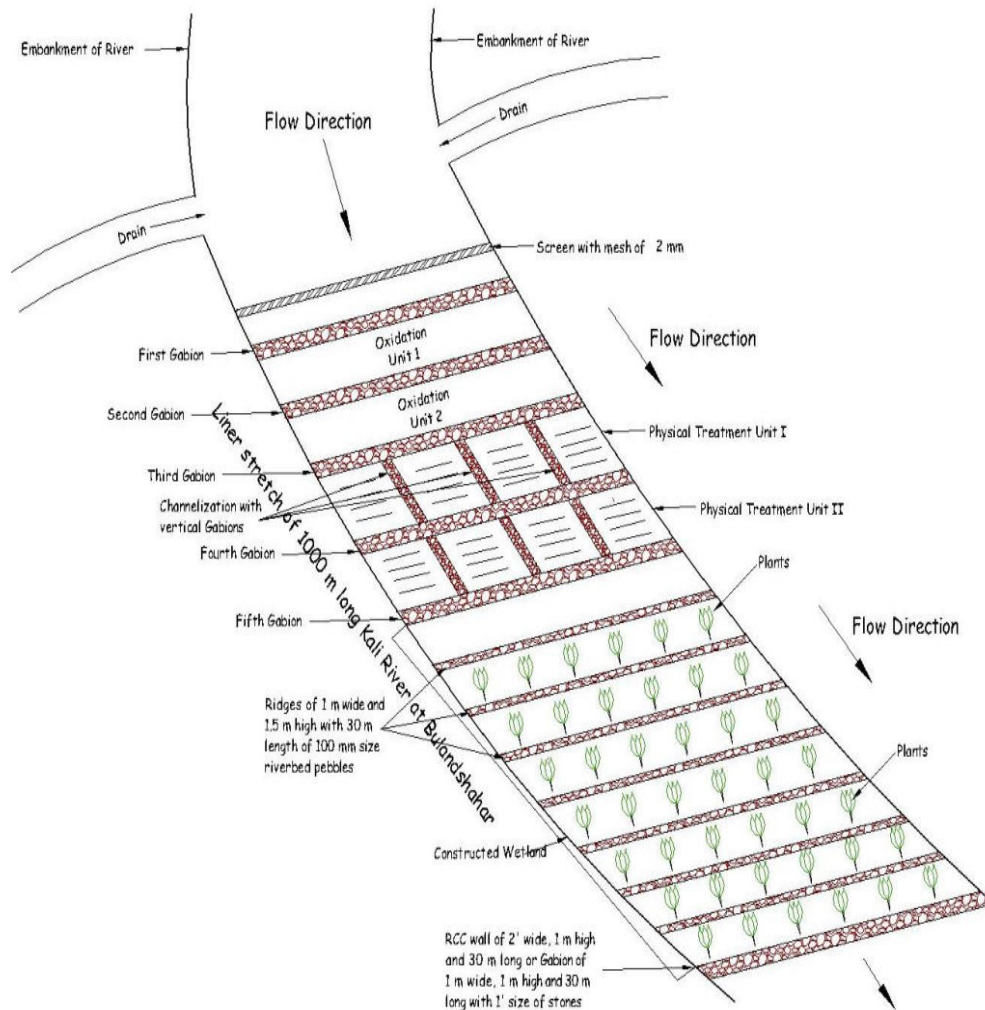 Embankment of River
Embankment of River
Drain
Flow Direction
Drain
Screen with mesh of 2 mm
Flow Direction
First Gabion
Oxidation
Unit 1
Second Gabion
Oxidation
Unit 2
Physical Treatment Unit I
Third Gabion
Channelization with
vertical Gabions
Physical Treatment Unit II
Fourth Gabion
Liner stretch of 1000 m long Kali River at Bulandshahar
Plants
Fifth Gabion
Flow Direction
Ridges of 1 m wide and
1.5 m high with 30 m
length of 100 mm size
riverbed pebbles
Plants
Constructed Wetland
RCC wall of 2' wide, 1 m high
and 30 m long or Gabion of
1 m wide, 1 m high and 30 m
long with 1' size of stones